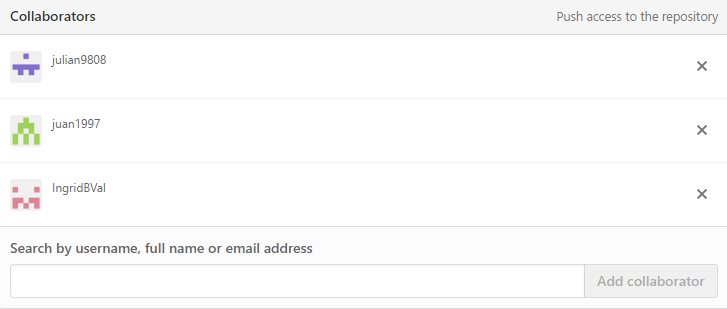 Collaborators Push access to the repository
julian9808
juan1997
IngridBVal
Search by username, full name or email address
Add collaborator